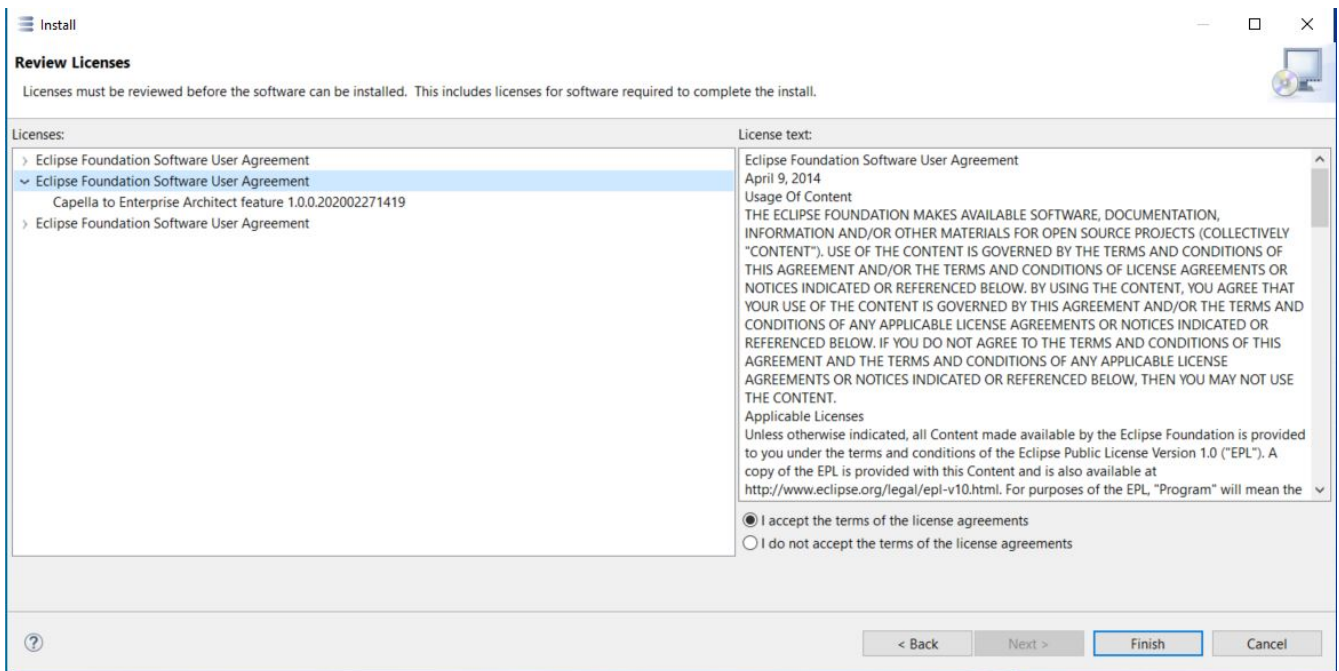 Install
Review Licenses
Licenses must be reviewed before the software can be installed. This includes licenses for software required to complete the install.
Licenses:
Eclipse Foundation Software User Agreement
Eclipse Foundation Software User Agreement
Capella to Enterprise Architect feature 1.0.0.202002271419
Eclipse Foundation Software User Agreement
License text:
Eclipse Foundation Software User Agreement
April 9, 2014
Usage Of Content
THE ECLIPSE FOUNDATION MAKES AVAILABLE SOFTWARE, DOCUMENTATION,
INFORMATION AND/OR OTHER MATERIALS FOR OPEN SOURCE PROJECTS (COLLECTIVELY
"CONTENT"). USE OF THE CONTENT IS GOVERNED BY THE TERMS AND CONDITIONS OF
THIS AGREEMENT AND/OR THE TERMS AND CONDITIONS OF LICENSE AGREEMENTS OR
NOTICES INDICATED OR REFERENCED BELOW. BY USING THE CONTENT, YOU AGREE THAT
YOUR USE OF THE CONTENT IS GOVERNED BY THIS AGREEMENT AND/OR THE TERMS AND
CONDITIONS OF ANY APPLICABLE LICENSE AGREEMENTS OR NOTICES INDICATED OR
REFERENCED BELOW. IF YOU DO NOT AGREE TO THE TERMS AND CONDITIONS OF THIS
AGREEMENT AND THE TERMS AND CONDITIONS OF ANY APPLICABLE LICENSE
AGREEMENTS OR NOTICES INDICATED OR REFERENCED BELOW, THEN YOU MAY NOT USE
THE CONTENT.
Applicable Licenses
Unless otherwise indicated, all Content made available by the Eclipse Foundation is provided
to you under the terms and conditions of the Eclipse Public License Version 1.0 ("EPL"). A
copy of the EPL is provided with this Content and is also available at
http://www.eclipse.org/legal/epl-v10.html. For purposes of the EPL, "Program" will mean the
I accept the terms of the license agreements
I do not accept the terms of the license agreements
?
< Back
Next >
Finish
Cancel